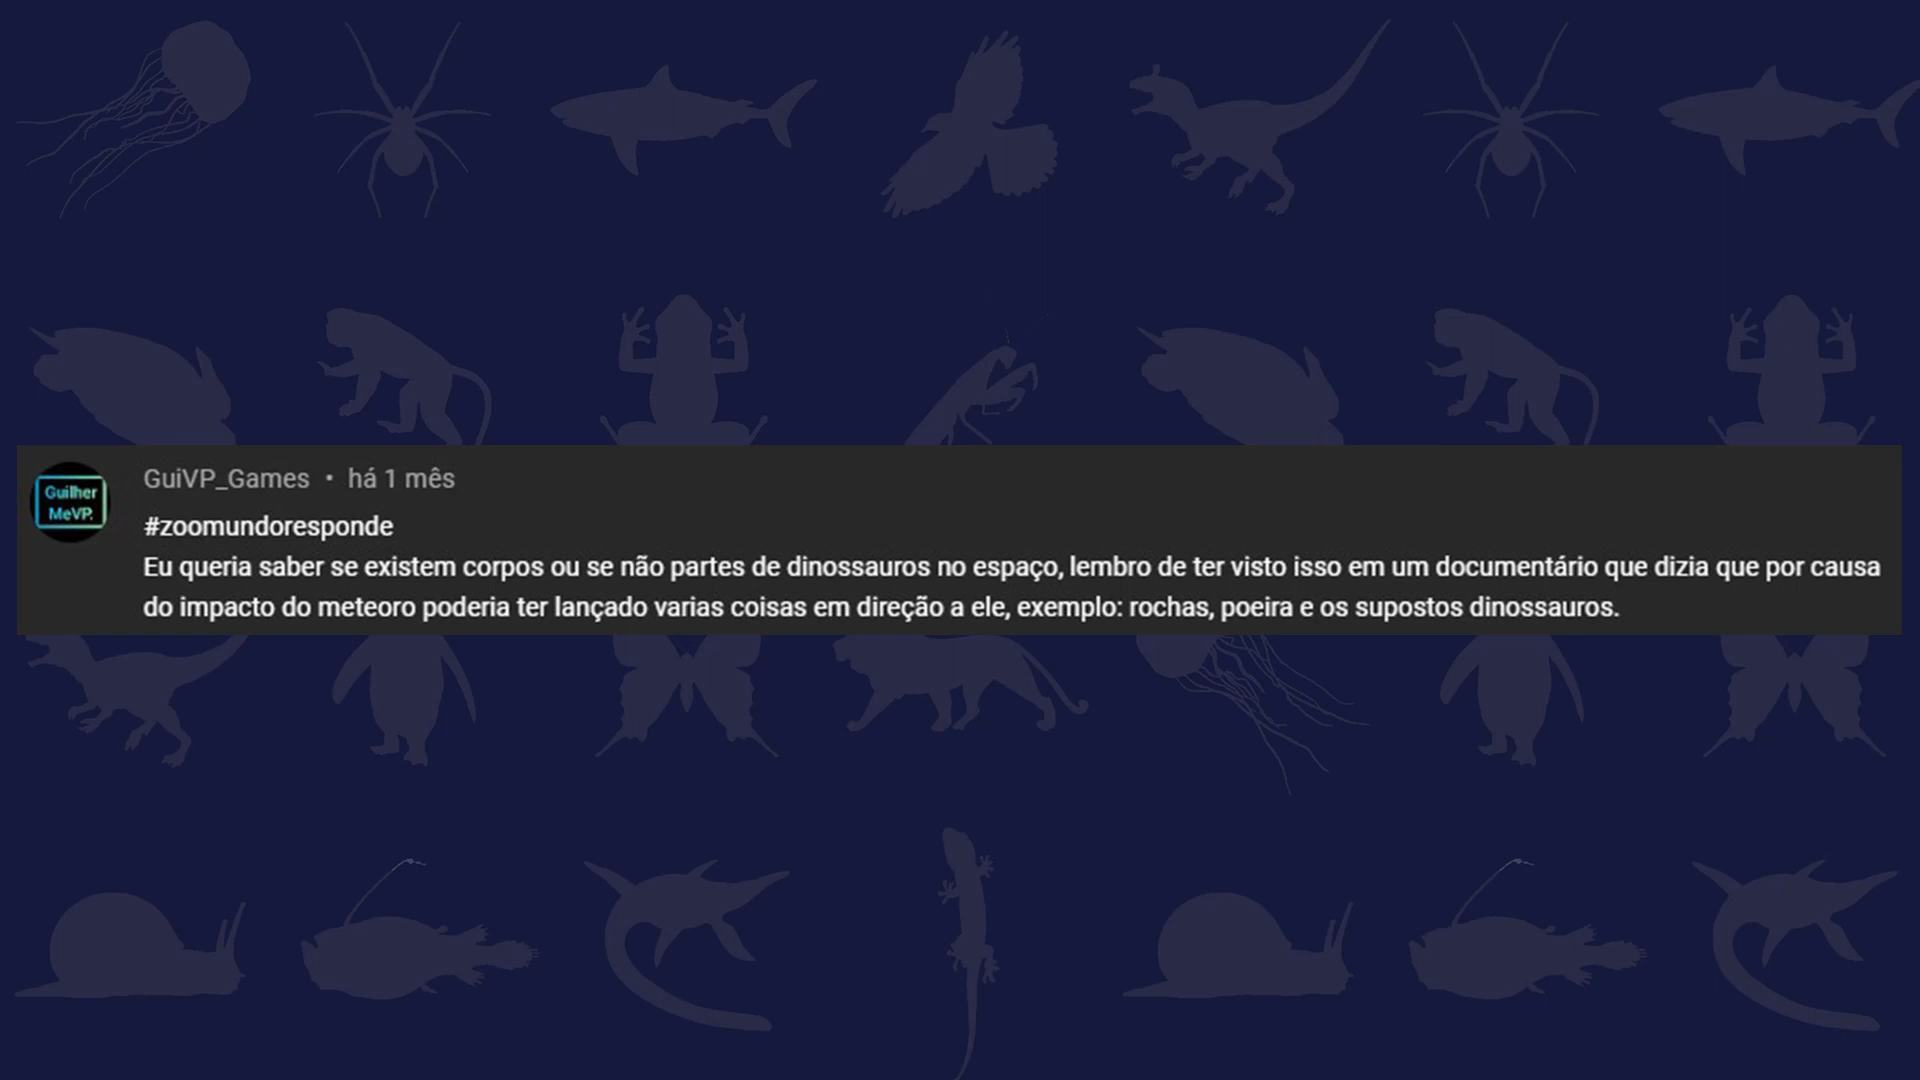 Guilher
MeVP.
GuiVP_Games • há 1 mês
#zoomundoresponde
Eu queria saber se existem corpos ou se não partes de dinossauros no espaço, lembro de ter visto isso em um documentário que dizia que por causa
do impacto do meteoro poderia ter lançado varias coisas em direção a ele, exemplo: rochas, poeira e os supostos dinossauros.